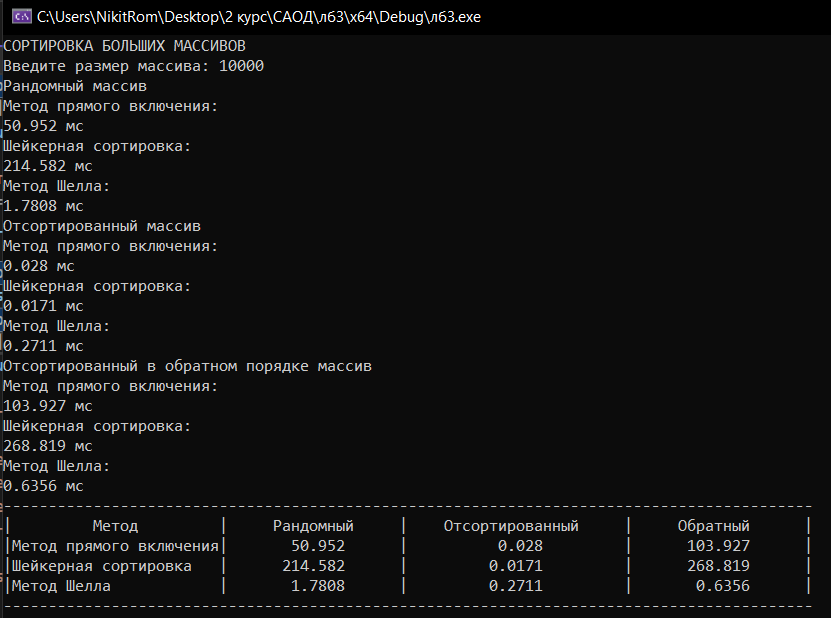 C:\Users\NikitRom\Desktop\2 курс\САОД\лб3\x64\Debug\лб3.exe
СОРТИРОВКА БОЛЬШИХ МАССИВОВ
Введите размер массива: 10000
Рандомный массив
Метод прямого включения:
50.952 мс
Шейкерная сортировка:
214.582 мс
Метод Шелла:
1.7808 мс
Отсортированный массив
Метод прямого включения:
0.028 мс
Шейкерная сортировка:
0.0171 мс
Метод Шелла:
0.2711 мс
Отсортированный в обратном порядке массив
Метод прямого включения:
103.927 мс
Шейкерная сортировка:
268.819 мс
Метод Шелла:
0.6356 мс
------------------------------------------------------------------------------------------
| Метод | Рандомный | Отсортированный | Обратный |
|Метод прямого включения| 50.952 | 0.028 | 103.927 |
|Шейкерная сортировка | 214.582 | 0.0171 | 268.819 |
|Метод Шелла | 1.7808 | 0.2711 | 0.6356 |
------------------------------------------------------------------------------------------